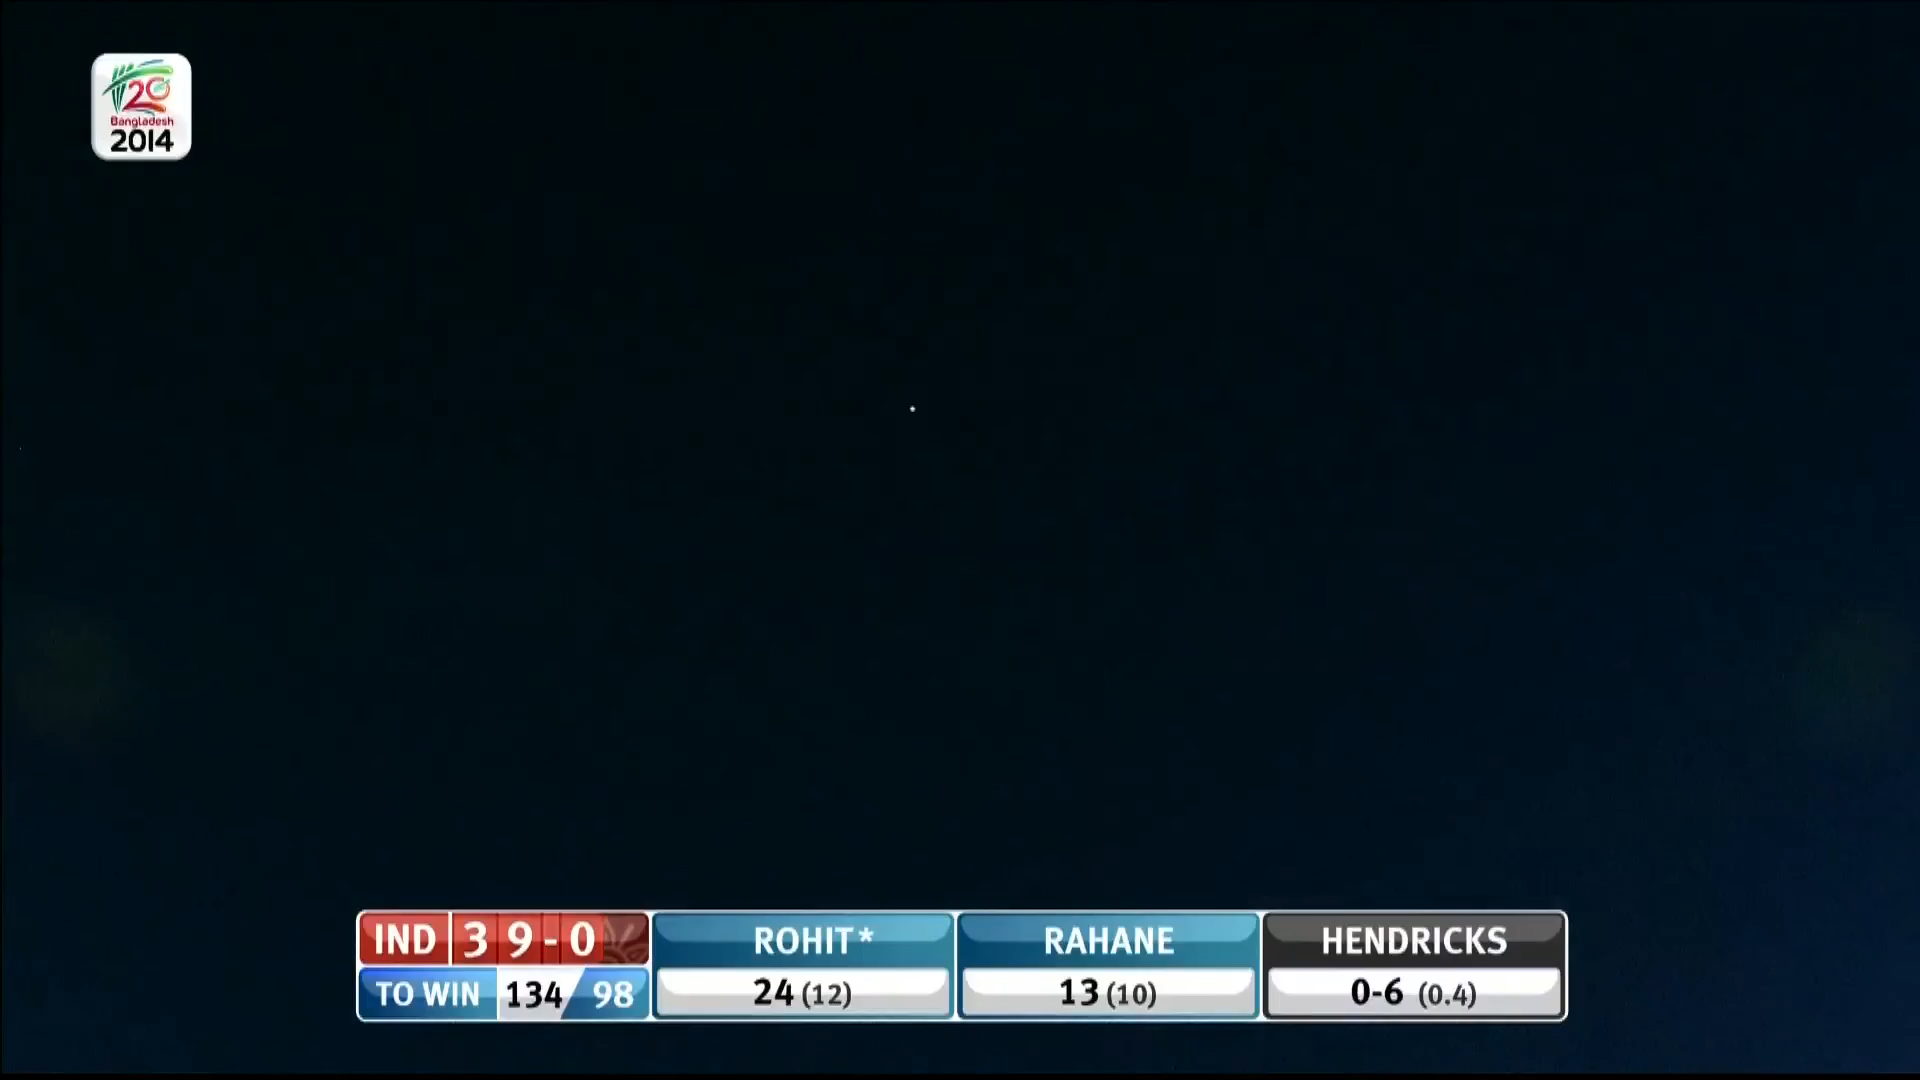 T20
Bangladesh
2014
IND 39-0
TO WIN 134 98
ROHIT*
24 (12)
RAHANE
13 (10)
HENDRICKS
0-6 (0.4)